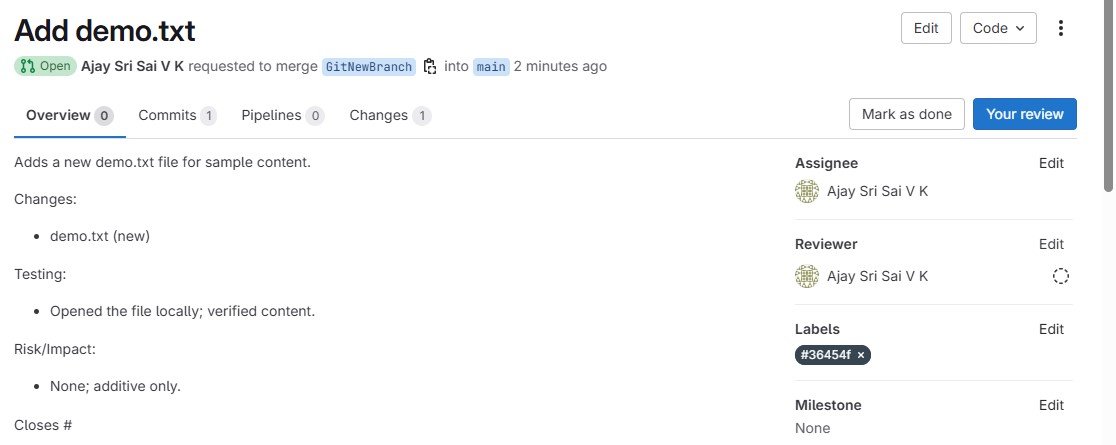 Add demo.txt
Edit
Code
Open Ajay Sri Sai V K requested to merge GitNewBranch into main 2 minutes ago
Overview 0
Commits 1
Pipelines 0
Changes 1
Mark as done
Your review
Adds a new demo.txt file for sample content.
Changes:
• demo.txt (new)
Testing:
• Opened the file locally; verified content.
Risk/Impact:
• None; additive only.
Closes #
Assignee
Edit
Ajay Sri Sai V K
Reviewer
Edit
Ajay Sri Sai V K
Labels
Edit
#36454f ×
Milestone
Edit
None